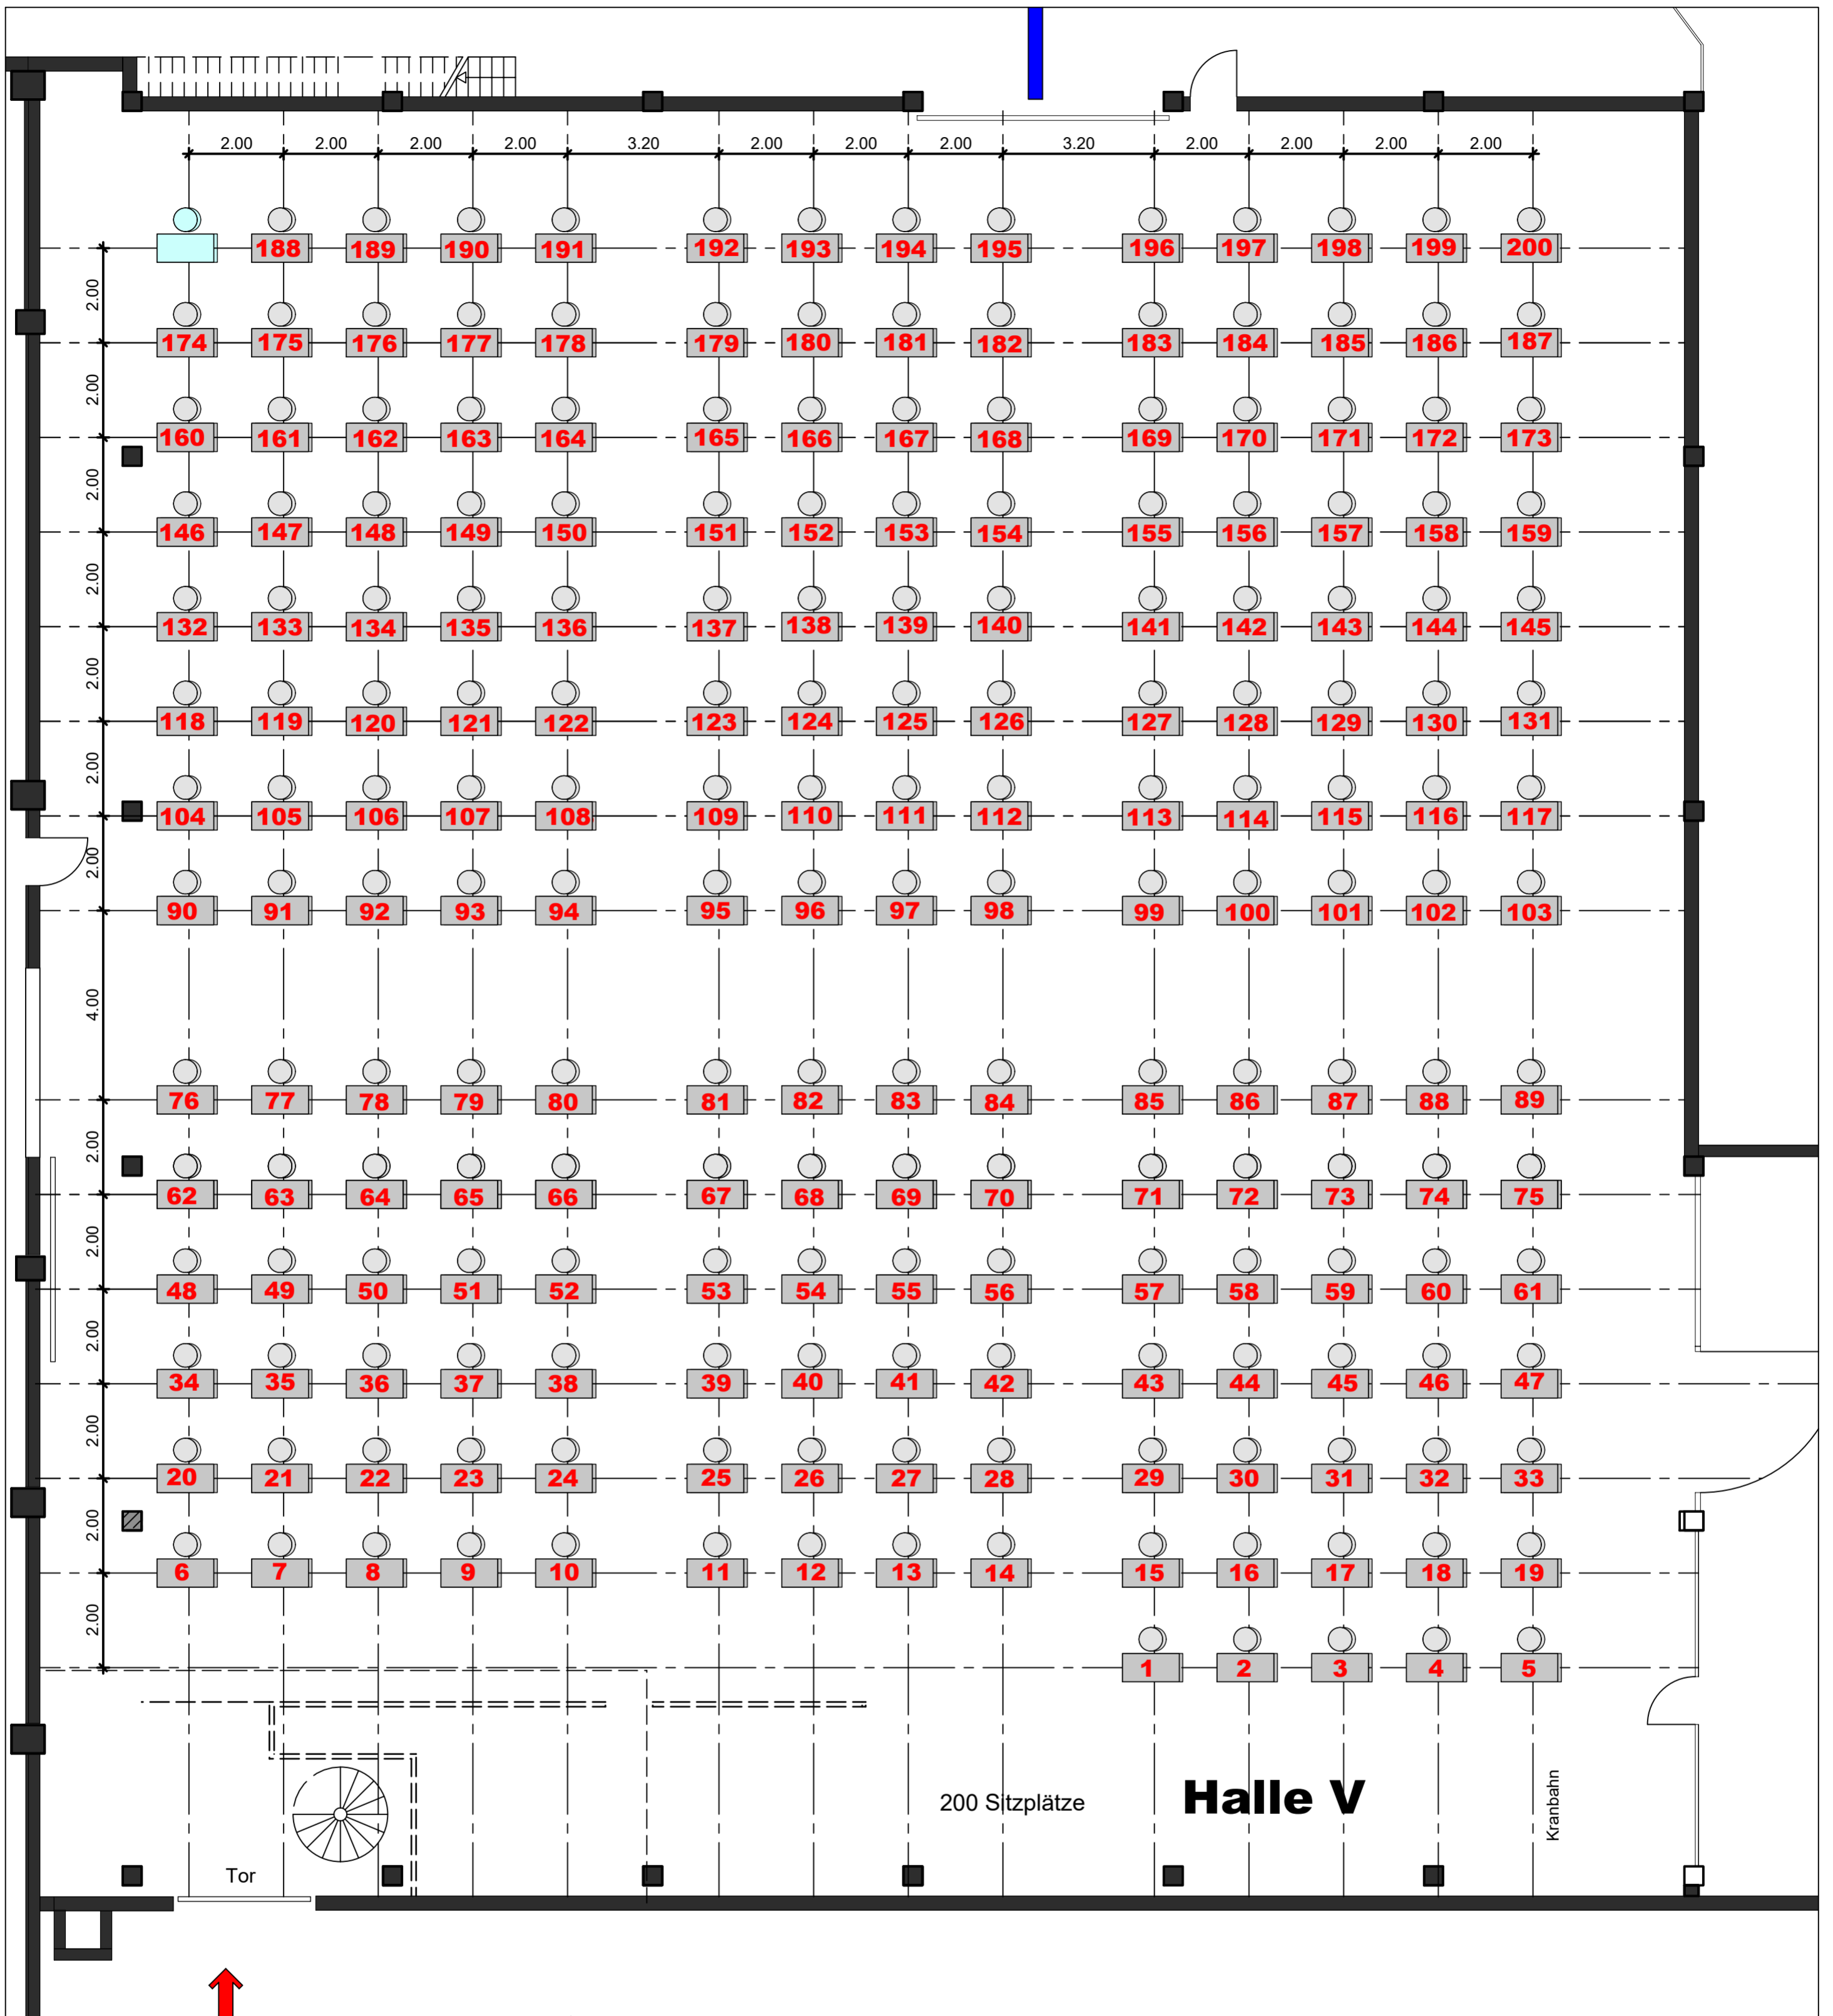 2.00 2.00 2.00 2.00 3.20 2.00 2.00 2.00 3.20 2.00 2.00 2.00 2.00
188 189 190 191 192 193 194 195 196 197 198 199 200
2.00
174 175 176 177 178 179 180 181 182 183 184 185 186 187
2.00
160 161 162 163 164 165 166 167 168 169 170 171 172 173
2.00
146 147 148 149 150 151 152 153 154 155 156 157 158 159
2.00
132 133 134 135 136 137 138 139 140 141 142 143 144 145
2.00
118 119 120 121 122 123 124 125 126 127 128 129 130 131
2.00
104 105 106 107 108 109 110 111 112 113 114 115 116 117
2.00
90 91 92 93 94 95 96 97 98 99 100 101 102 103
4.00
76 77 78 79 80 81 82 83 84 85 86 87 88 89
2.00
62 63 64 65 66 67 68 69 70 71 72 73 74 75
2.00
48 49 50 51 52 53 54 55 56 57 58 59 60 61
2.00
34 35 36 37 38 39 40 41 42 43 44 45 46 47
2.00
20 21 22 23 24 25 26 27 28 29 30 31 32 33
2.00
6 7 8 9 10 11 12 13 14 15 16 17 18 19
2.00
1 2 3 4 5
200 Sitzplätze
Halle V
Kranbahn
Tor